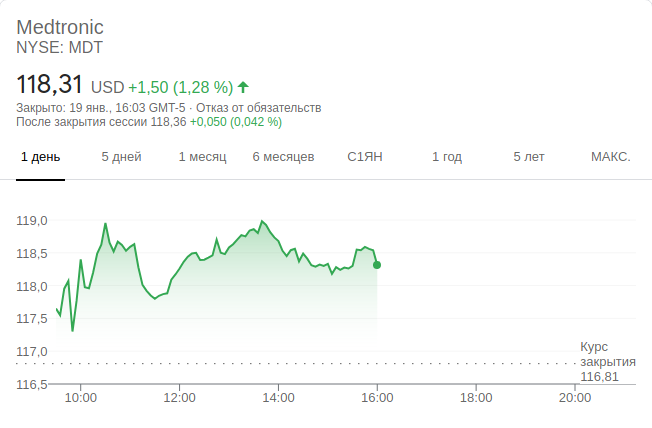 Medtronic
NYSE: MDT
118,31 USD +1,50 (1,28 %)
Закрыто: 19 янв., 16:03 GMT-5 · Отказ от обязательств
После закрытия сессии 118,36 +0,050 (0,042 %)
1 день 5 дней 1 месяц 6 месяцев С1ЯН 1 год 5 лет МАКС.
119,0
118,5
118,0
117,5
117,0
Курс
закрытия
116,81
116,5
10:00 12:00 14:00 16:00 18:00 20:00